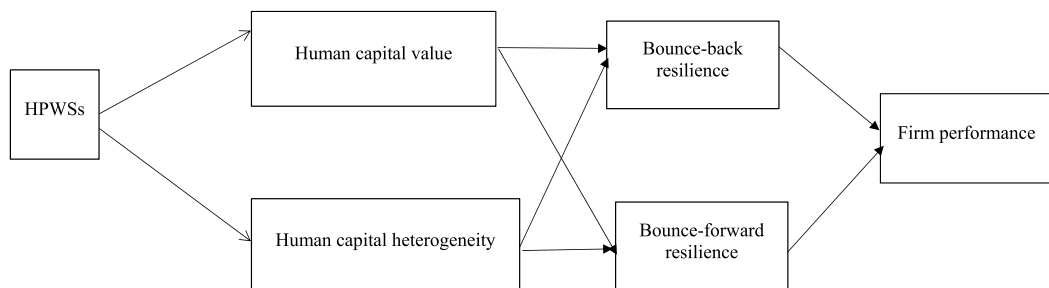 HPWSs
Human capital value
Human capital heterogeneity
Bounce-back
resilience
Bounce-forward
resilience
Firm performance